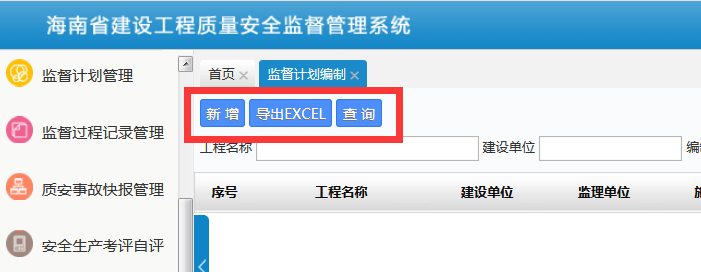 海南省建设工程质量安全监督管理系统
监督计划管理
监督过程记录管理
质安事故快报管理
安全生产考评自评
首页 监督计划编制
新增 导出EXCEL 查询
工程名称 建设单位 编制
序号 工程名称 建设单位 监理单位